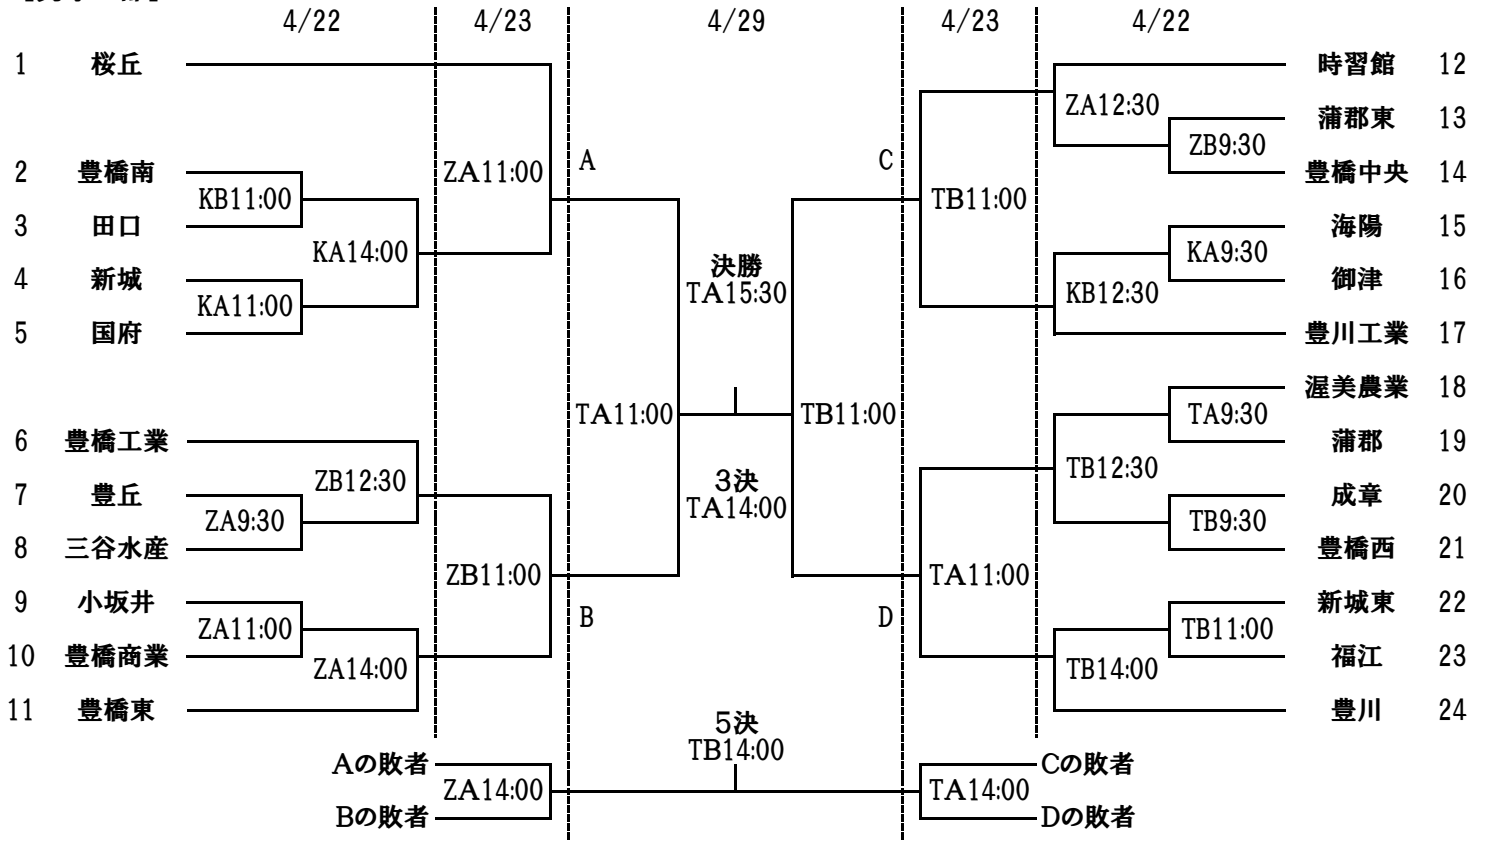 4/22 4/23 4/29 4/23 4/22
1 桜丘 時習館 12
ZA12:30
蒲郡東 13
ZB9:30
A C
2 豊橋南 ZA11:00 豊橋中央 14
KB11:00 TB11:00
3 田口 海陽 15
KA14:00 KA9:30
決勝
4 新城 御津 16
TA15:30 KB12:30
KA11:00
5 国府 豊川工業 17
渥美農業 18
TA11:00 TB11:00 TA9:30
6 豊橋工業 蒲郡 19
ZB12:30 3決 TB12:30
7 豊丘 成章 20
TA14:00
ZA9:30 TB9:30
8 三谷水産 豊橋西 21
ZB11:00 TA11:00
9 小坂井 新城東 22
B D
ZA11:00 TB11:00
10 豊橋商業 福江 23
ZA14:00 TB14:00
11 豊橋東 豊川 24
5決
TB14:00
Aの敗者 Cの敗者
ZA14:00 TA14:00
Bの敗者 Dの敗者